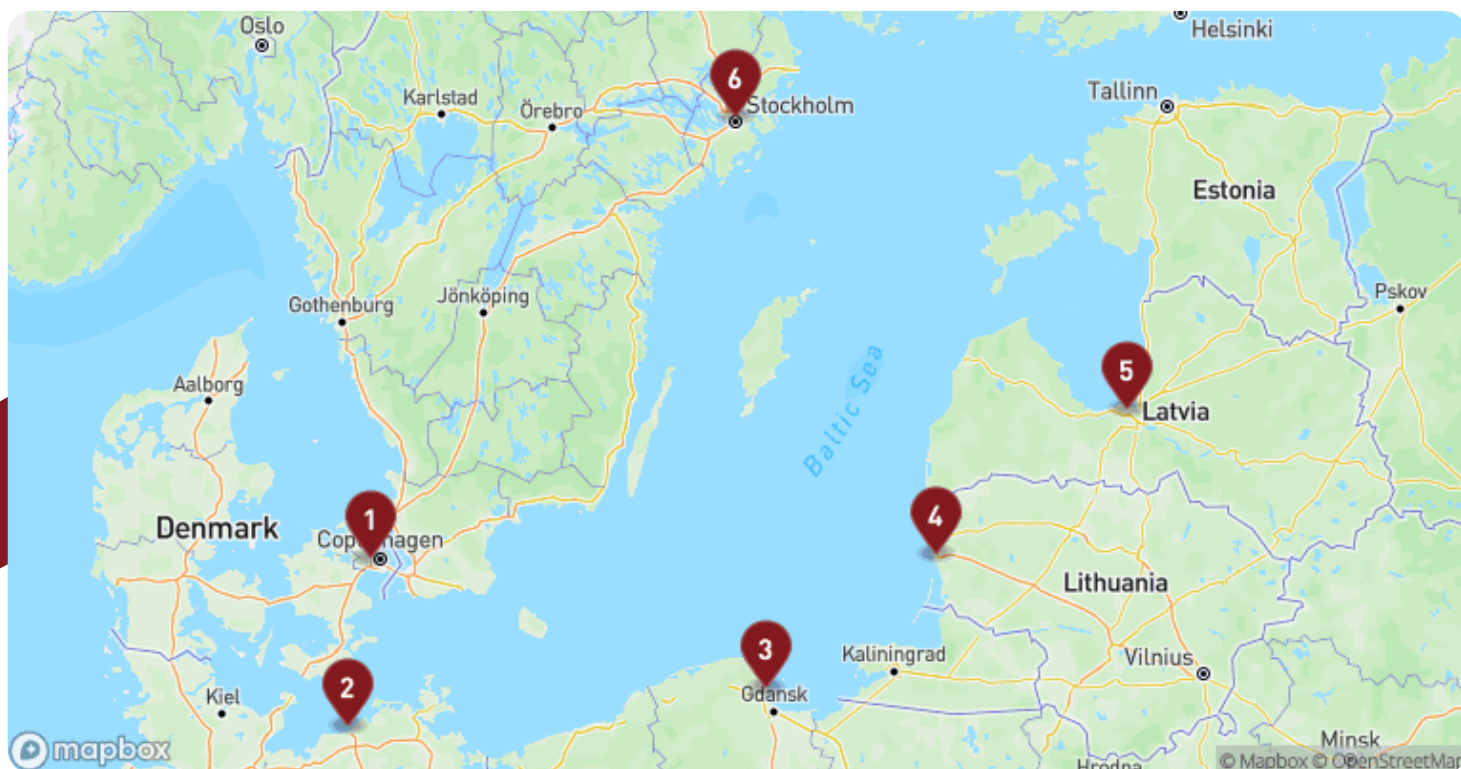 Oslo
Helsinki
6
Karlstad
Örebro
Stockholm
Tallinn
Estonia
Gothenburg
Jönköping
Pskov
Aalborg
5
Latvia
Baltic Sea
1
4
Denmark
Copenhagen
Lithuania
3
Kaliningrad
Vilnius
2
Kiel
Gdansk
mapbox
Minsk
Hrodna
© Mapbox © OpenStreetMap